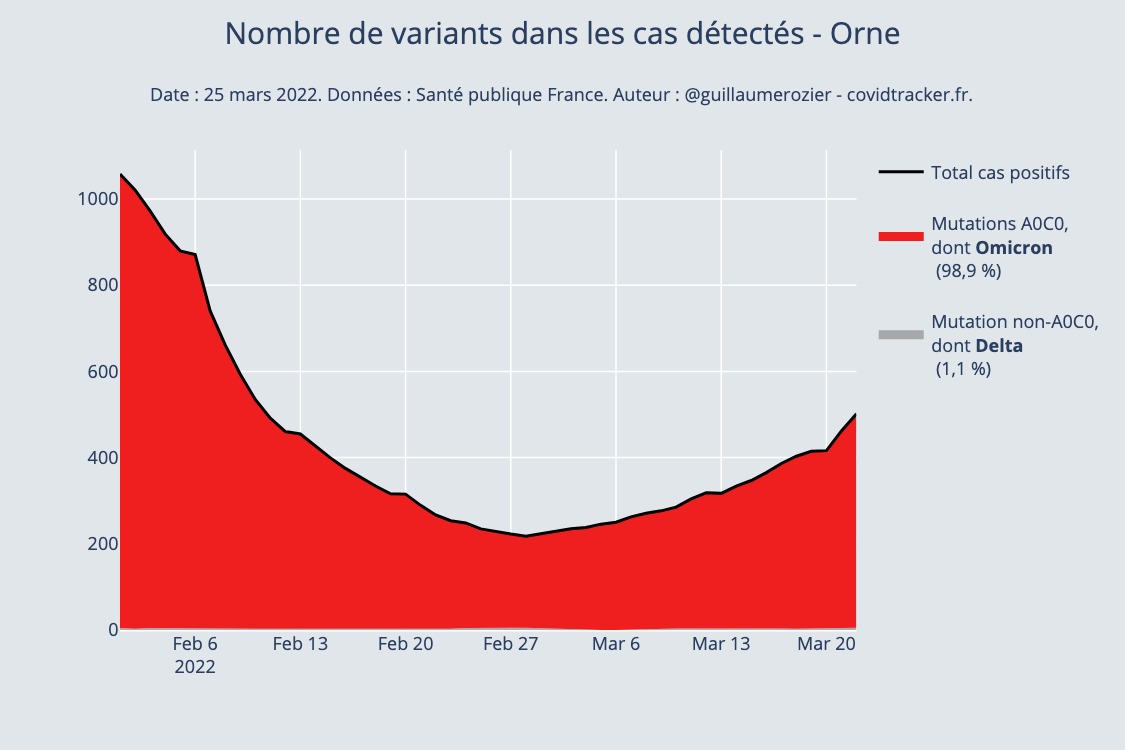 Nombre de variants dans les cas détectés - Orne
Date : 25 mars 2022. Données : Santé publique France. Auteur : @guillaumerozier - covidtracker.fr.
1000
800
600
400
200
0
Feb 6
2022
Feb 13
Feb 20
Feb 27
Mar 6
Mar 13
Mar 20
Total cas positifs
Mutations A0C0,
dont Omicron
(98,9 %)
Mutation non-A0C0,
dont Delta
(1,1 %)